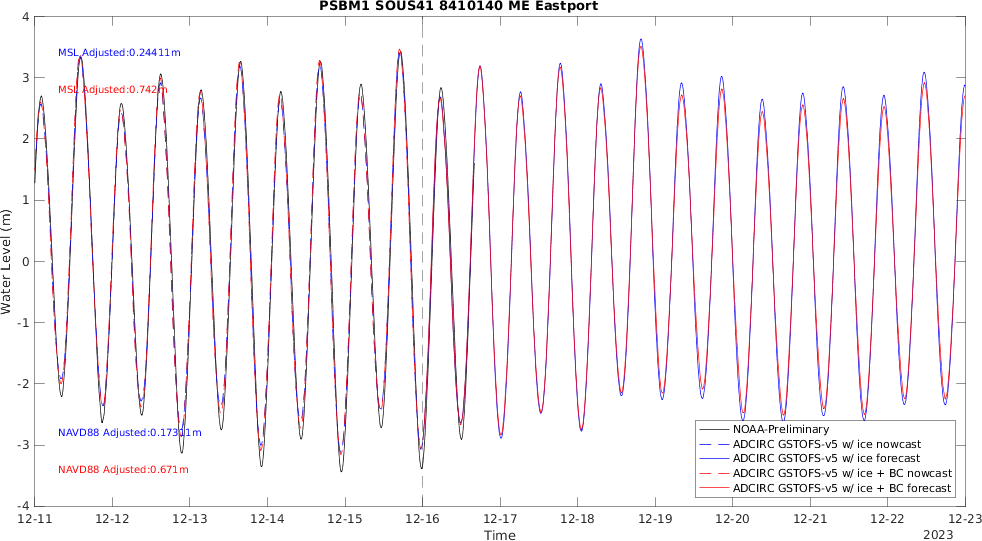 PSBM1 SOUS41 8410140 ME Eastport
4
3
2
1
0
-1
-2
-3
-4
Water Level (m)
MSL Adjusted:0.24411m
MSL Adjusted:0.742m
NAVD88 Adjusted:0.17311m
NAVD88 Adjusted:0.671m
NOAA-Preliminary
ADCIRC GSTOFS-v5 w/ ice nowcast
ADCIRC GSTOFS-v5 w/ ice forecast
ADCIRC GSTOFS-v5 w/ ice + BC nowcast
ADCIRC GSTOFS-v5 w/ ice + BC forecast
12-11 12-12 12-13 12-14 12-15 12-16 12-17 12-18 12-19 12-20 12-21 12-22 12-23
Time
2023